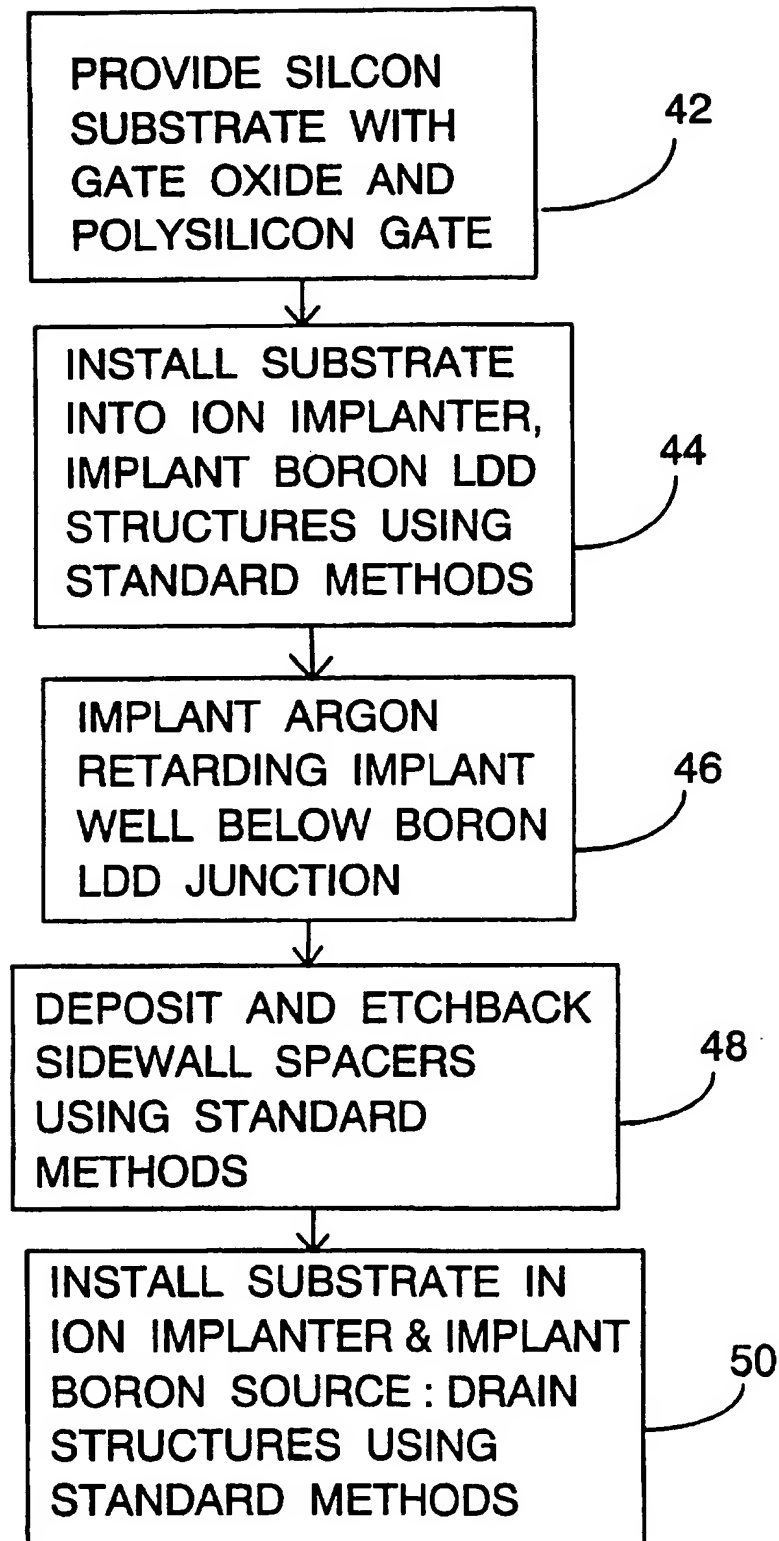 PROVIDE SILCON
SUBSTRATE WITH
GATE OXIDE AND
POLYSILICON GATE
42
INSTALL SUBSTRATE
INTO ION IMPLANTER,
IMPLANT BORON LDD
STRUCTURES USING
STANDARD METHODS
44
IMPLANT ARGON
RETARDING IMPLANT
WELL BELOW BORON
LDD JUNCTION
46
DEPOSIT AND ETCHBACK
SIDEWALL SPACERS
USING STANDARD
METHODS
48
INSTALL SUBSTRATE IN
ION IMPLANTER & IMPLANT
BORON SOURCE : DRAIN
STRUCTURES USING
STANDARD METHODS
50